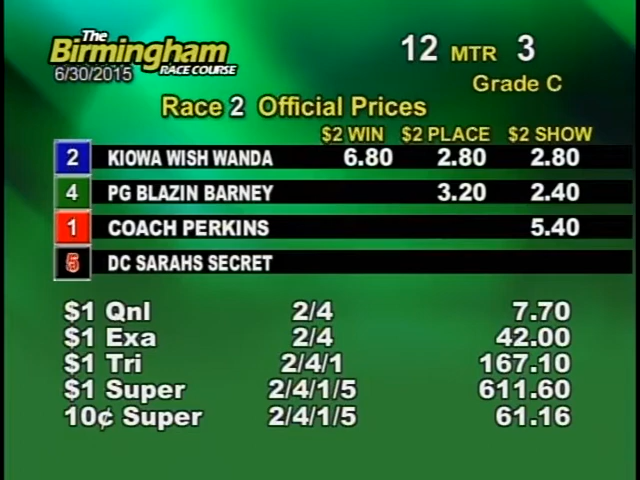 The
Birmingham
RACE COURSE
6/30/2015
12 MTR 3
Grade C
Race 2 Official Prices
$2 WIN $2 PLACE $2 SHOW
2 KIOWA WISH WANDA 6.80 2.80 2.80
4 PG BLAZIN BARNEY 3.20 2.40
1 COACH PERKINS 5.40
5 DC SARAHS SECRET
$1 Qnl 2/4 7.70
$1 Exa 2/4 42.00
$1 Tri 2/4/1 167.10
$1 Super 2/4/1/5 611.60
10¢ Super 2/4/1/5 61.16